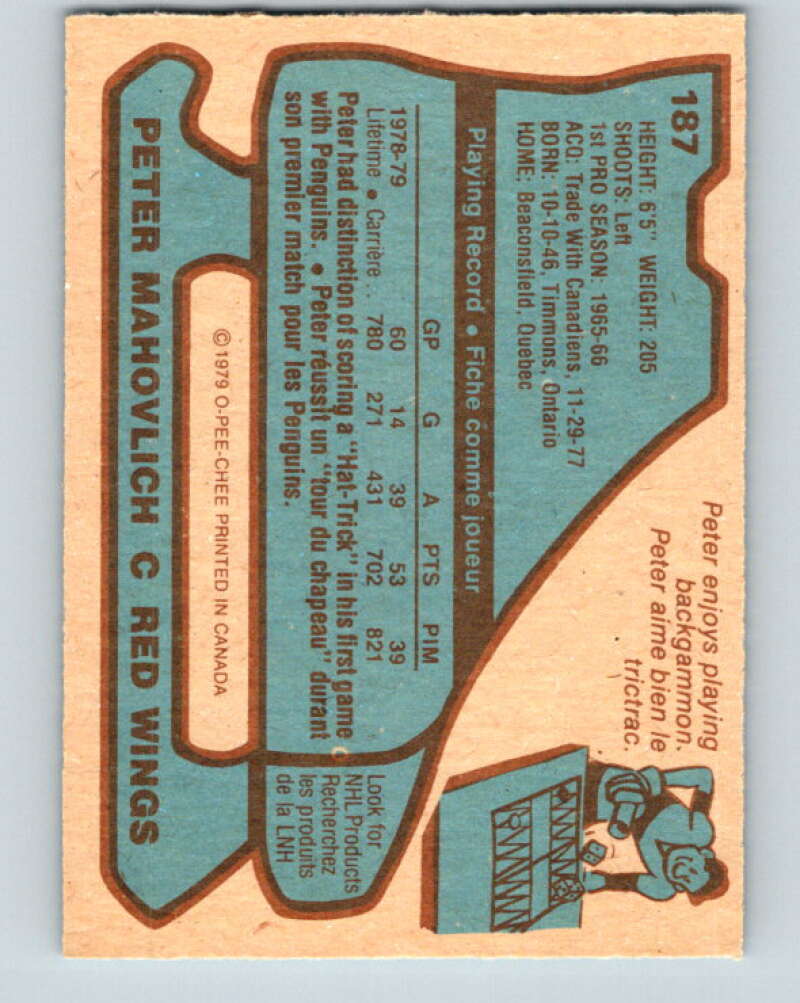 187
HEIGHT: 6'5" WEIGHT: 205
SHOOTS: Left
1st PRO SEASON: 1965-66
ACQ: Trade With Canadiens, 11-29-77
BORN: 10-10-46, Timmons, Ontario
HOME: Beaconsfield, Quebec
Peter enjoys playing
backgammon.
Peter aime bien le
trictrac.
Playing Record • Fiche comme joueur
GP G A PTS PIM
1978-79 60 14 39 53 39
Lifetime • Carrière . . 780 271 431 702 821
Peter had distinction of scoring a "Hat-Trick" in his first game
with Penguins. • Peter réussit un "tour du chapeau" durant
son premier match pour les Penguins.
Look for
NHL Products
Recherchez
les produits
de la LNH
© 1979 O-PEE-CHEE PRINTED IN CANADA
PETER MAHOVLICH C RED WINGS